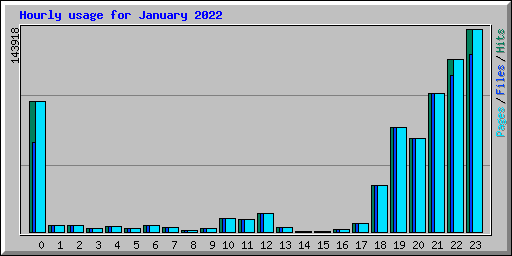 Hourly usage for January 2022
143918
Pages/Files/Hits
0 1 2 3 4 5 6 7 8 9 10 11 12 13 14 15 16 17 18 19 20 21 22 23